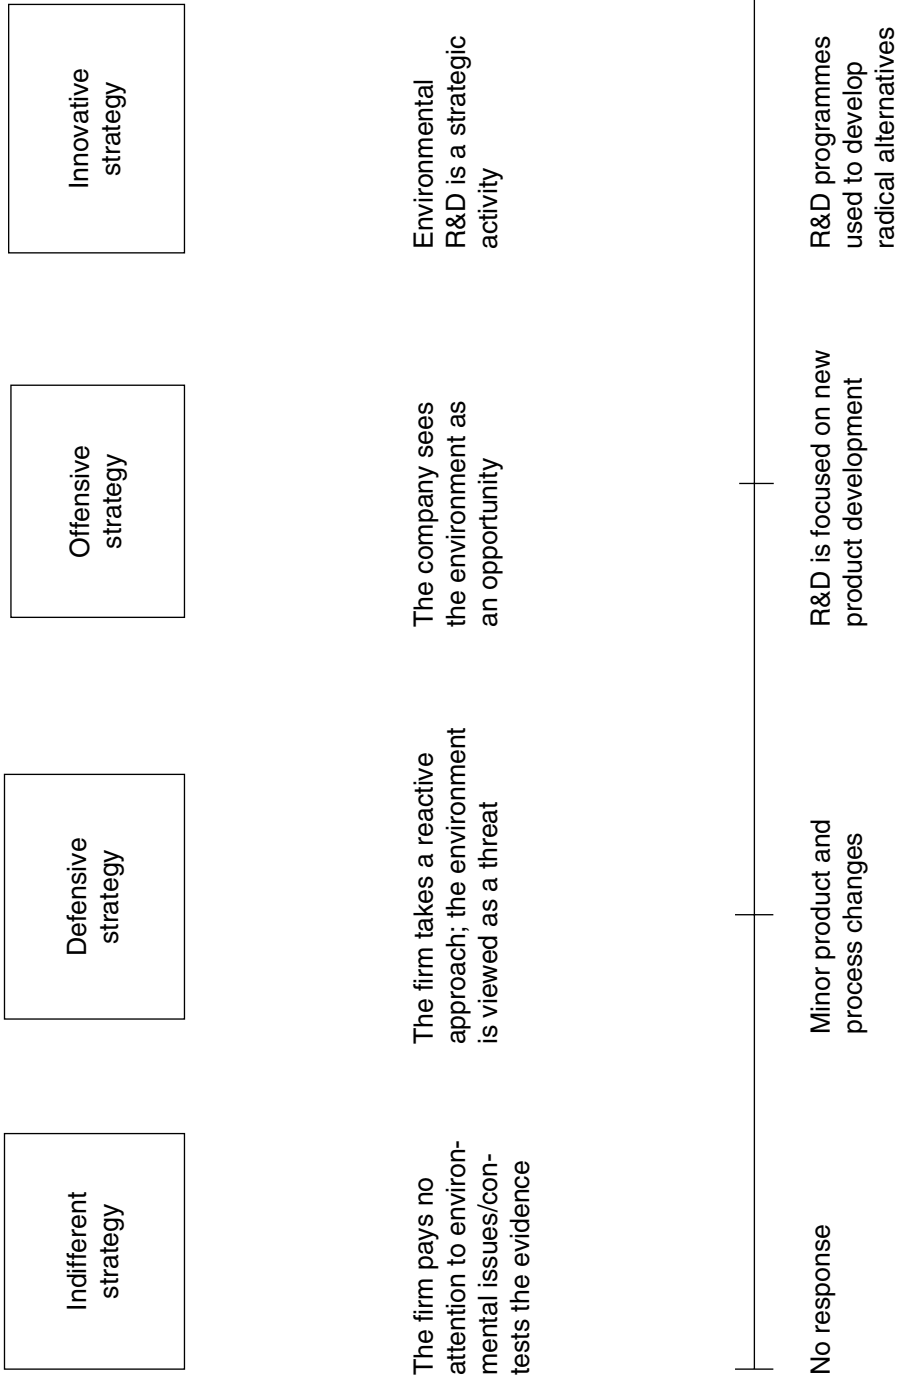 Indifferent
strategy
Defensive
strategy
Offensive
strategy
Innovative
strategy
The firm pays no
attention to environ-
mental issues/con-
tests the evidence
The firm takes a reactive
approach; the environment
is viewed as a threat
The company sees
the environment as
an opportunity
Environmental
R&D is a strategic
activity
No response
Minor product and
process changes
R&D is focused on new
product development
R&D programmes
used to develop
radical alternatives